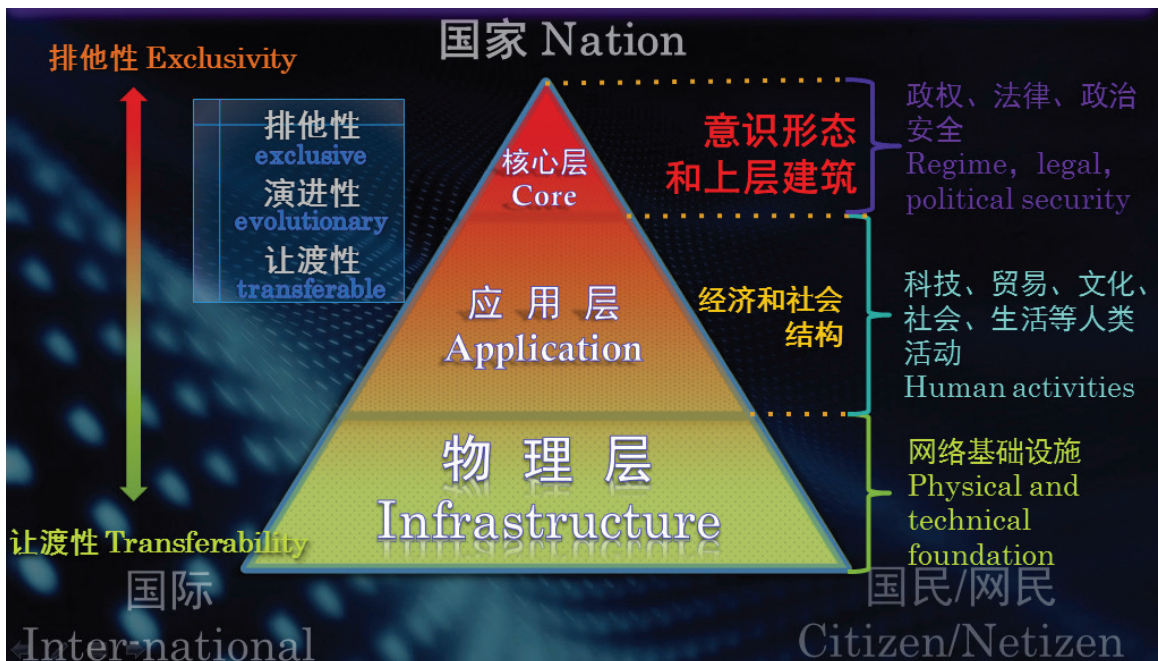 国家 Nation
排他性 Exclusivity
排他性
exclusive
演进性
evolutionary
让渡性
transferable
核心层
Core
意识形态
和上层建筑
政权、法律、政治
安全
Regime, legal,
political security
应 用 层
Application
经济和社会
结构
科技、贸易、文化、
社会、生活等人类
活动
Human activities
物 理 层
Infrastructure
网络基础设施
Physical and
technical
foundation
让渡性 Transferability
国际
Inter-national
国民/网民
Citizen/Netizen